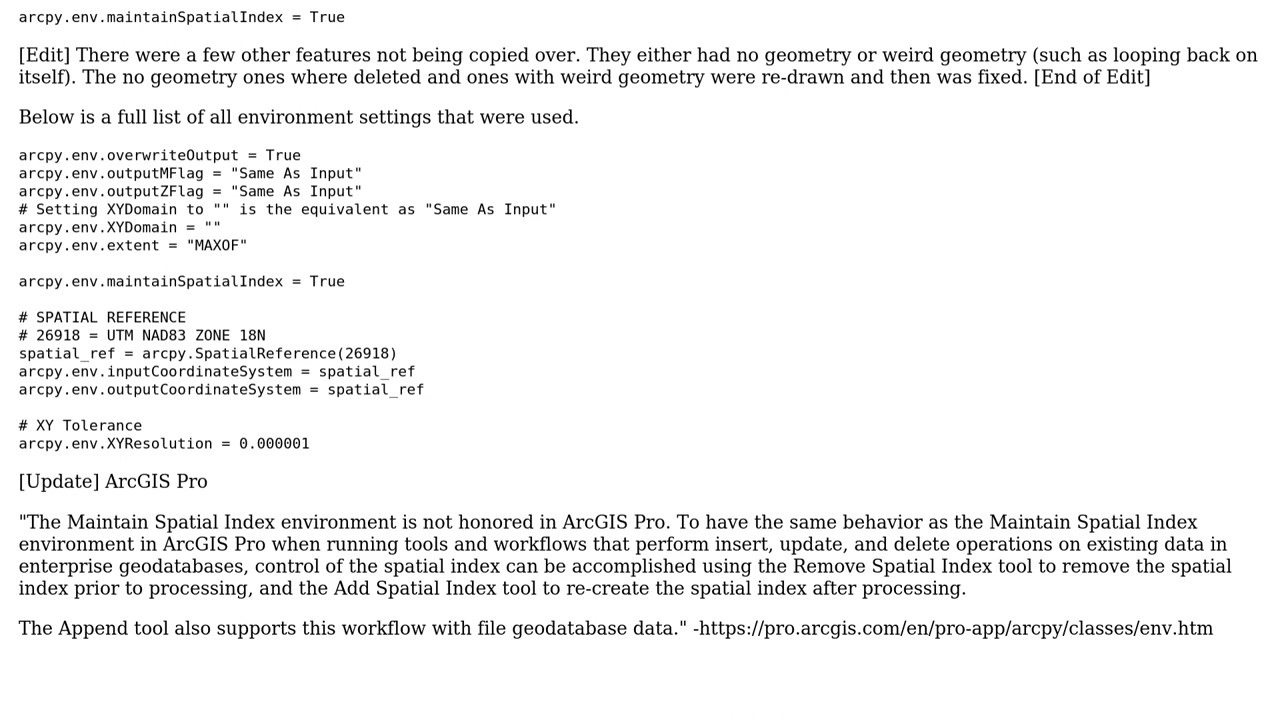 arcpy.env.maintainSpatialIndex = True
[Edit] There were a few other features not being copied over. They either had no geometry or weird geometry (such as looping back on
itself). The no geometry ones where deleted and ones with weird geometry were re-drawn and then was fixed. [End of Edit]
Below is a full list of all environment settings that were used.
arcpy.env.overwriteOutput = True
arcpy.env.outputMFlag = "Same As Input"
arcpy.env.outputZFlag = "Same As Input"
# Setting XYDomain to "" is the equivalent as "Same As Input"
arcpy.env.XYDomain = ""
arcpy.env.extent = "MAXOF"
arcpy.env.maintainSpatialIndex = True
# SPATIAL REFERENCE
# 26918 = UTM NAD83 ZONE 18N
spatial_ref = arcpy.SpatialReference(26918)
arcpy.env.inputCoordinateSystem = spatial_ref
arcpy.env.outputCoordinateSystem = spatial_ref
# XY Tolerance
arcpy.env.XYResolution = 0.000001
[Update] ArcGIS Pro
"The Maintain Spatial Index environment is not honored in ArcGIS Pro. To have the same behavior as the Maintain Spatial Index
environment in ArcGIS Pro when running tools and workflows that perform insert, update, and delete operations on existing data in
enterprise geodatabases, control of the spatial index can be accomplished using the Remove Spatial Index tool to remove the spatial
index prior to processing, and the Add Spatial Index tool to re-create the spatial index after processing.
The Append tool also supports this workflow with file geodatabase data." -https://pro.arcgis.com/en/pro-app/arcpy/classes/env.htm